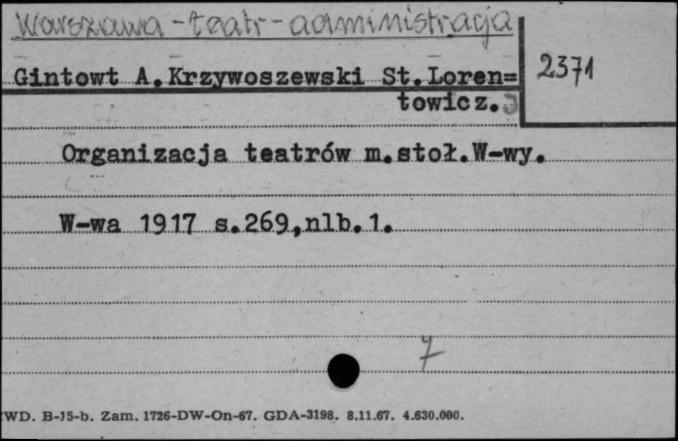 Warszawa-teatr-administracja
Gintowt A.Krzywoszewski St.Loren=
towicz.
2371
Organizacja teatrów m.stoł.W-wy.
W-wa 1917 s.269,nlb.1.
7
WD. B-15-b. Zam. 1726-DW-On-67. GDA-3198. 8.11.67. 4.630.000.